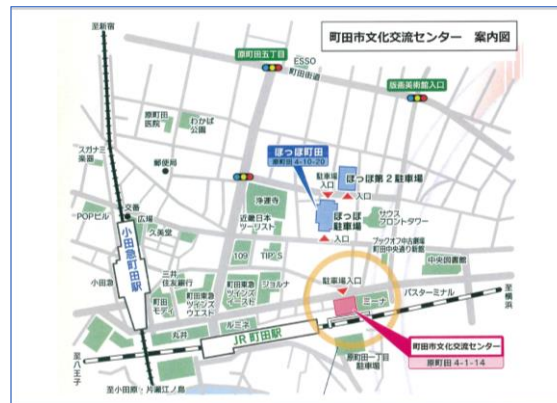 町田市文化交流センター 案内図
至新宿
原町田五丁目
ESSO
町田街道
版画美術館入口
原町田
医院
わかば
公園
スガナミ
楽器
郵便局
ぽっぽ町田
原町田 4-10-20
駐車場
入口
ぽっぽ第2駐車場
入口
交番
広場
POPビル
久美堂
浄運寺
近畿日本
ツーリスト
ぽっぽ
駐車場
サウス
フロントタワー
入口
ブックオフ中古劇場
町田中央通り新館
中央図書館
小田急町田駅
小田急
三井
住友銀行
109
TIP.S
町田
モディ
町田東急
ツインズ
ウエスト
町田東急
ツインズ
イースト
ジョルナ
駐車場入口
ミーナ
バスターミナル
至横浜
丸井
ルミネ
JR 町田駅
町田市文化交流センター
原町田 4-1-14
原町田一丁目
駐車場
至八王子
至小田原・片瀬江ノ島